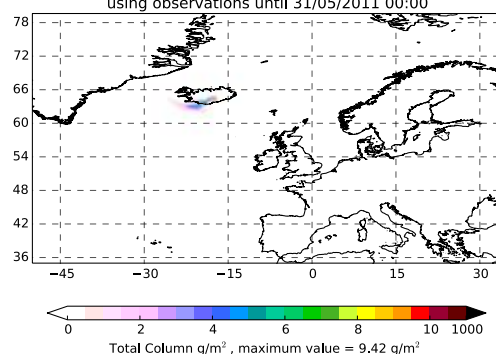 using observations until 31/05/2011 00:00
78
72
66
60
54
48
42
36
−45 −30 −15 0 15 30
0 2 4 6 8 10 1000
Total Column g/m² , maximum value = 9.42 g/m²